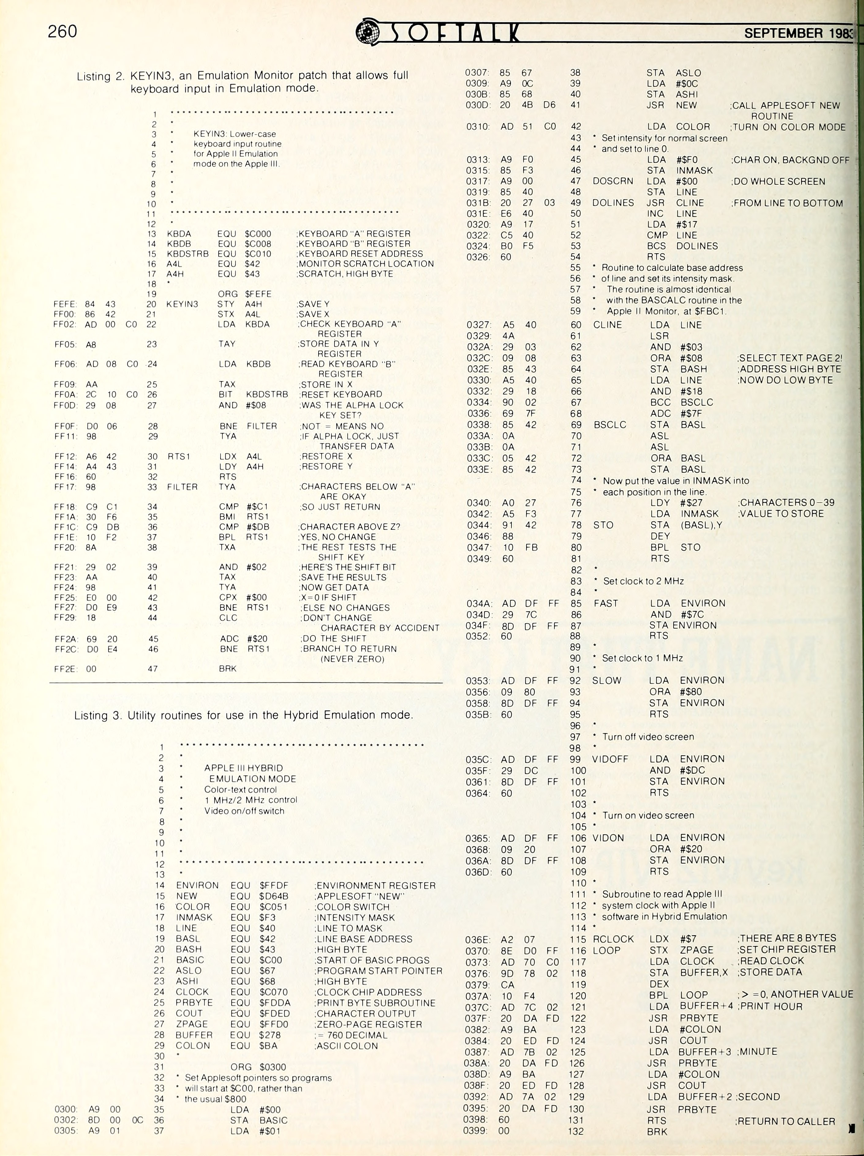 260
SOFTALK
SEPTEMBER 1983
Listing 2. KEYIN3, an Emulation Monitor patch that allows full
keyboard input in Emulation mode.
1 ****************************************
2 *
3 * KEYIN3: Lower-case
4 * keyboard input routine
5 * for Apple II Emulation
6 * mode on the Apple III.
7 *
8 *
9 *
10 *
11 ****************************************
12 *
13 KBDA EQU $C000 ;KEYBOARD "A" REGISTER
14 KBDB EQU $C008 ;KEYBOARD "B" REGISTER
15 KBDSTRB EQU $C010 ;KEYBOARD RESET ADDRESS
16 A4L EQU $42 ;MONITOR SCRATCH LOCATION
17 A4H EQU $43 ;SCRATCH, HIGH BYTE
18 *
19 ORG $FEFE
FEFE: 84 43 20 KEYIN3 STY A4H ;SAVE Y
FF00: 86 42 21 STX A4L ;SAVE X
FF02: AD 00 C0 22 LDA KBDA ;CHECK KEYBOARD "A"
REGISTER
FF05: A8 23 TAY ;STORE DATA IN Y
REGISTER
FF06: AD 08 C0 24 LDA KBDB ;READ KEYBOARD "B"
REGISTER
FF09: AA 25 TAX ;STORE IN X
FF0A: 2C 10 C0 26 BIT KBDSTRB ;RESET KEYBOARD
FF0D: 29 08 27 AND #$08 ;WAS THE ALPHA LOCK
KEY SET?
FF0F: D0 06 28 BNE FILTER ;NOT = MEANS NO
FF11: 98 29 TYA ;IF ALPHA LOCK, JUST
TRANSFER DATA
FF12: A6 42 30 RTS1 LDX A4L ;RESTORE X
FF14: A4 43 31 LDY A4H ;RESTORE Y
FF16: 60 32 RTS
FF17: 98 33 FILTER TYA ;CHARACTERS BELOW "A"
ARE OKAY
FF18: C9 C1 34 CMP #$C1 ;SO JUST RETURN
FF1A: 30 F6 35 BMI RTS1
FF1C: C9 DB 36 CMP #$DB ;CHARACTER ABOVE Z?
FF1E: 10 F2 37 BPL RTS1 ;YES, NO CHANGE
FF20: 8A 38 TXA ;THE REST TESTS THE
SHIFT KEY
FF21: 29 02 39 AND #$02 ;HERE'S THE SHIFT BIT
FF23: AA 40 TAX ;SAVE THE RESULTS
FF24: 98 41 TYA ;NOW GET DATA
FF25: E0 00 42 CPX #$00 ;X=0 IF SHIFT
FF27: D0 E9 43 BNE RTS1 ;ELSE NO CHANGES
FF29: 18 44 CLC ;DON'T CHANGE
CHARACTER BY ACCIDENT
FF2A: 69 20 45 ADC #$20 ;DO THE SHIFT
FF2C: D0 E4 46 BNE RTS1 ;BRANCH TO RETURN
(NEVER ZERO)
FF2E: 00 47 BRK
Listing 3. Utility routines for use in the Hybrid Emulation mode.
1 ****************************************
2 *
3 * APPLE III HYBRID
4 * EMULATION MODE
5 * Color-text control
6 * 1 MHz/2 MHz control
7 * Video on/off switch
8 *
9 *
10 *
11 *
12 ****************************************
13 *
14 ENVIRON EQU $FFDF ;ENVIRONMENT REGISTER
15 NEW EQU $D64B ;APPLESOFT "NEW"
16 COLOR EQU $C051 ;COLOR SWITCH
17 INMASK EQU $F3 ;INTENSITY MASK
18 LINE EQU $40 ;LINE TO MASK
19 BASL EQU $42 ;LINE BASE ADDRESS
20 BASH EQU $43 ;HIGH BYTE
21 BASIC EQU $C00 ;START OF BASIC PROGS
22 ASLO EQU $67 ;PROGRAM START POINTER
23 ASHI EQU $68 ;HIGH BYTE
24 CLOCK EQU $C070 ;CLOCK CHIP ADDRESS
25 PRBYTE EQU $FDDA ;PRINT BYTE SUBROUTINE
26 COUT EQU $FDED ;CHARACTER OUTPUT
27 ZPAGE EQU $FFD0 ;ZERO-PAGE REGISTER
28 BUFFER EQU $278 ;= 760 DECIMAL
29 COLON EQU $BA ;ASCII COLON
30 *
31 ORG $0300
32 * Set Applesoft pointers so programs
33 * will start at $C00, rather than
34 * the usual $800
0300: A9 00 35 LDA #$00
0302: 8D 00 0C 36 STA BASIC
0305: A9 01 37 LDA #$01
0307: 85 67 38 STA ASLO
0309: A9 0C 39 LDA #$0C
030B: 85 68 40 STA ASHI
030D: 20 4B D6 41 JSR NEW ;CALL APPLESOFT NEW
ROUTINE
0310: AD 51 C0 42 LDA COLOR ;TURN ON COLOR MODE
43 * Set intensity for normal screen
44 * and set to line 0.
0313: A9 F0 45 LDA #$F0 ;CHAR ON, BACKGND OFF
0315: 85 F3 46 STA INMASK
0317: A9 00 47 DOSCRN LDA #$00 ;DO WHOLE SCREEN
0319: 85 40 48 STA LINE
031B: 20 27 03 49 DOLINES JSR CLINE ;FROM LINE TO BOTTOM
031E: E6 40 50 INC LINE
0320: A9 17 51 LDA #$17
0322: C5 40 52 CMP LINE
0324: B0 F5 53 BCS DOLINES
0326: 60 54 RTS
55 * Routine to calculate base address
56 * of line and set its intensity mask.
57 * The routine is almost identical
58 * with the BASCALC routine in the
59 * Apple II Monitor, at $FBC1.
0327: A5 40 60 CLINE LDA LINE
0329: 4A 61 LSR
032A: 29 03 62 AND #$03
032C: 09 08 63 ORA #$08 ;SELECT TEXT PAGE 2!
032E: 85 43 64 STA BASH ;ADDRESS HIGH BYTE
0330: A5 40 65 LDA LINE ;NOW DO LOW BYTE
0332: 29 18 66 AND #$18
0334: 90 02 67 BCC BSCLC
0336: 69 7F 68 ADC #$7F
0338: 85 42 69 BSCLC STA BASL
033A: 0A 70 ASL
033B: 0A 71 ASL
033C: 05 42 72 ORA BASL
033E: 85 42 73 STA BASL
74 * Now put the value in INMASK into
75 * each position in the line.
0340: A0 27 76 LDY #$27 ;CHARACTERS 0-39
0342: A5 F3 77 LDA INMASK ;VALUE TO STORE
0344: 91 42 78 STO STA (BASL),Y
0346: 88 79 DEY
0347: 10 FB 80 BPL STO
0349: 60 81 RTS
82 *
83 * Set clock to 2 MHz
84 *
034A: AD DF FF 85 FAST LDA ENVIRON
034D: 29 7C 86 AND #$7C
034F: 8D DF FF 87 STA ENVIRON
0352: 60 88 RTS
89 *
90 * Set clock to 1 MHz
91 *
0353: AD DF FF 92 SLOW LDA ENVIRON
0356: 09 80 93 ORA #$80
0358: 8D DF FF 94 STA ENVIRON
035B: 60 95 RTS
96 *
97 * Turn off video screen
98 *
035C: AD DF FF 99 VIDOFF LDA ENVIRON
035F: 29 DC 100 AND #$DC
0361: 8D DF FF 101 STA ENVIRON
0364: 60 102 RTS
103 *
104 * Turn on video screen
105 *
0365: AD DF FF 106 VIDON LDA ENVIRON
0368: 09 20 107 ORA #$20
036A: 8D DF FF 108 STA ENVIRON
036D: 60 109 RTS
110 *
111 * Subroutine to read Apple III
112 * system clock with Apple II
113 * software in Hybrid Emulation
114 *
036E: A2 07 115 RCLOCK LDX #$7 ;THERE ARE 8 BYTES
0370: 8E D0 FF 116 LOOP STX ZPAGE ;SET CHIP REGISTER
0373: AD 70 C0 117 LDA CLOCK ;READ CLOCK
0376: 9D 78 02 118 STA BUFFER,X ;STORE DATA
0379: CA 119 DEX
037A: 10 F4 120 BPL LOOP ;> =0, ANOTHER VALUE
037C: AD 7C 02 121 LDA BUFFER+4 ;PRINT HOUR
037F: 20 DA FD 122 JSR PRBYTE
0382: A9 BA 123 LDA #COLON
0384: 20 ED FD 124 JSR COUT
0387: AD 7B 02 125 LDA BUFFER+3 ;MINUTE
038A: 20 DA FD 126 JSR PRBYTE
038D: A9 BA 127 LDA #COLON
038F: 20 ED FD 128 JSR COUT
0392: AD 7A 02 129 LDA BUFFER+2 ;SECOND
0395: 20 DA FD 130 JSR PRBYTE
0398: 60 131 RTS ;RETURN TO CALLER
0399: 00 132 BRK